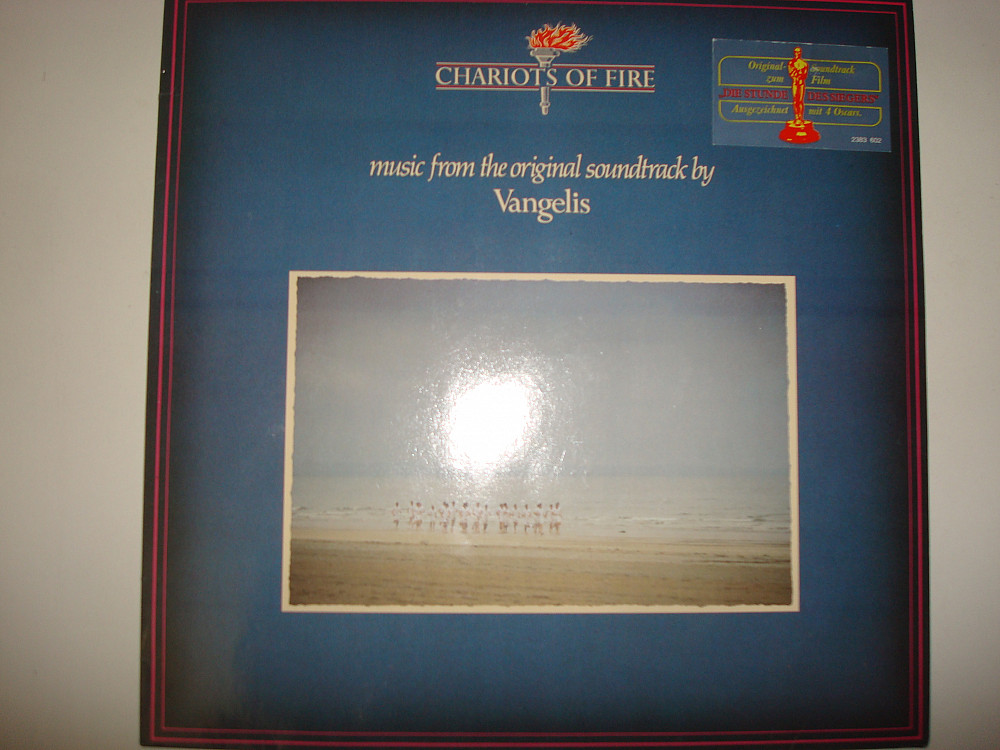 CHARIOTS OF FIRE
Original- Soundtrack
zum Film
„DIE STUNDE DES SIEGERS"
Ausgezeichnet mit 4 Oscars.
2383 602
music from the original soundtrack by
Vangelis